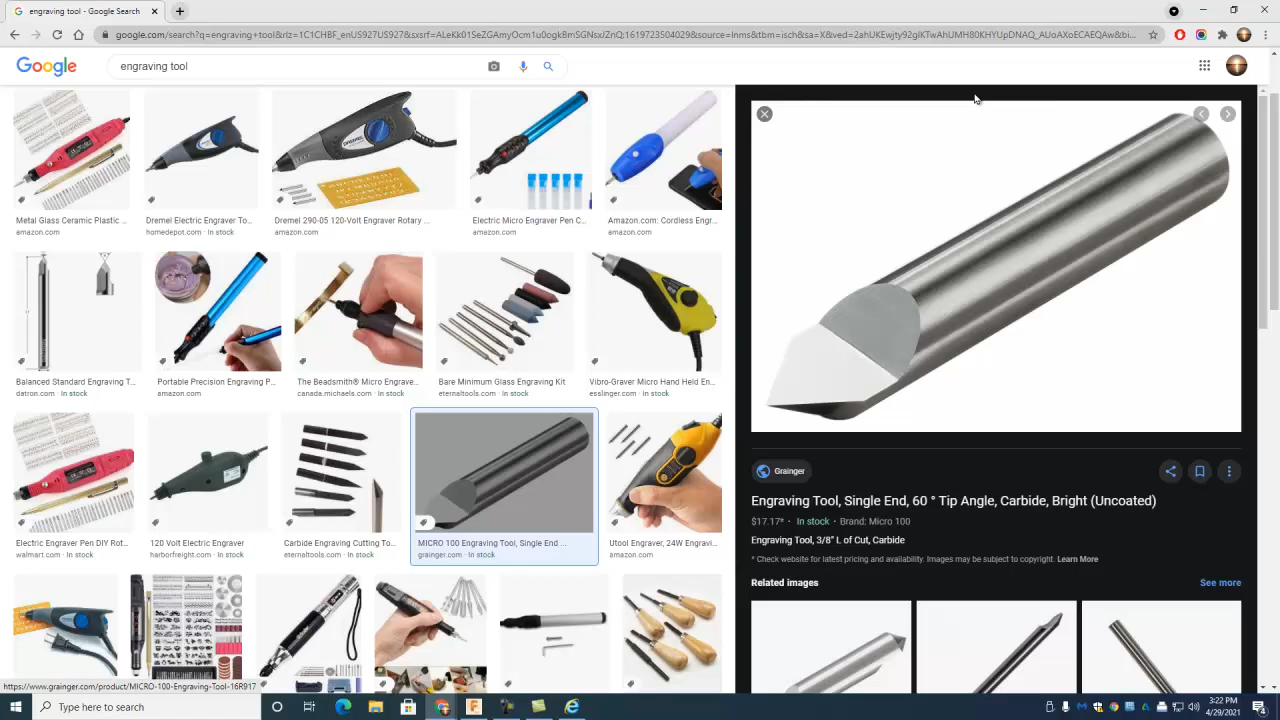 engraving tool - Google Search
google.com/search?q=engraving+tool&rlz=1C1CHBF_enUS927US927&sxsrf=ALeKk01SeZGAmyOcm1u0ogkBmSGNsx/ZnQ:1619723504029&source=lnms&tbm=isch&sa=X&ved=2ahUKEwjty92giKTwAhUMH80KHYUpDNAQ_AUoAXoECAEQAw&bi...
Google
engraving tool
Metal Glass Ceramic Plastic ...
amazon.com
Dremel Electric Engraver To...
homedepot.com · In stock
Dremel 290-05 120-Volt Engraver Rotary ...
amazon.com
Electric Micro Engraver Pen C...
amazon.com
Amazon.com: Cordless Engr...
amazon.com
Balanced Standard Engraving T...
datron.com · In stock
Portable Precision Engraving P...
amazon.com
The Beadsmith® Micro Engrave...
canada.michaels.com · In stock
Bare Minimum Glass Engraving Kit
eternaltools.com · In stock
Vibro-Graver Micro Hand Held En...
esslinger.com · In stock
Electric Engraver Pen DIY Rot...
walmart.com · In stock
120 Volt Electric Engraver
harborfreight.com · In stock
Carbide Engraving Cutting To...
eternaltools.com · In stock
MICRO 100 Engraving Tool, Single End ...
grainger.com · In stock
Utool Engraver, 24W Engravi...
amazon.com
Grainger
Engraving Tool, Single End, 60 ° Tip Angle, Carbide, Bright (Uncoated)
$17.17* · In stock · Brand: Micro 100
Engraving Tool, 3/8" L of Cut, Carbide
* Check website for latest pricing and availability. Images may be subject to copyright. Learn More
Related images
See more
https://www.grainger.com/product/MICRO-100-Engraving-Tool-16R917
Type here to search
3:22 PM
4/29/2021